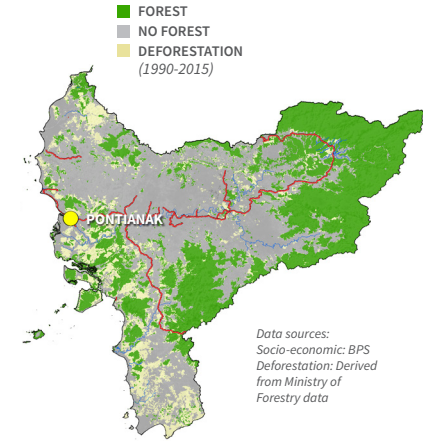 FOREST
NO FOREST
DEFORESTATION
(1990-2015)
PONTIANAK
Data sources:
Socio-economic: BPS
Deforestation: Derived
from Ministry of
Forestry data